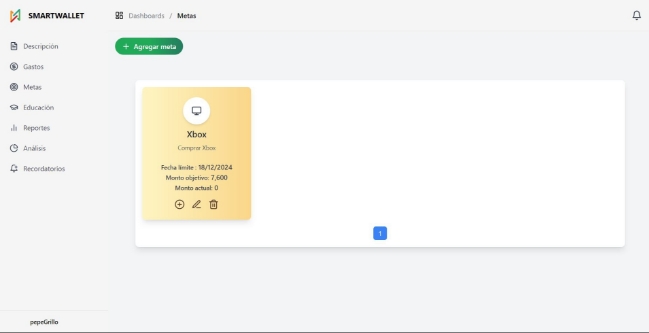 SMARTWALLET
Dashboards / Metas
Descripción
Gastos
Metas
Educación
Reportes
Análisis
Recordatorios
pepeGrillo
+ Agregar meta
Xbox
Comprar Xbox
Fecha límite : 18/12/2024
Monto objetivo: 7,600
Monto actual: 0
1